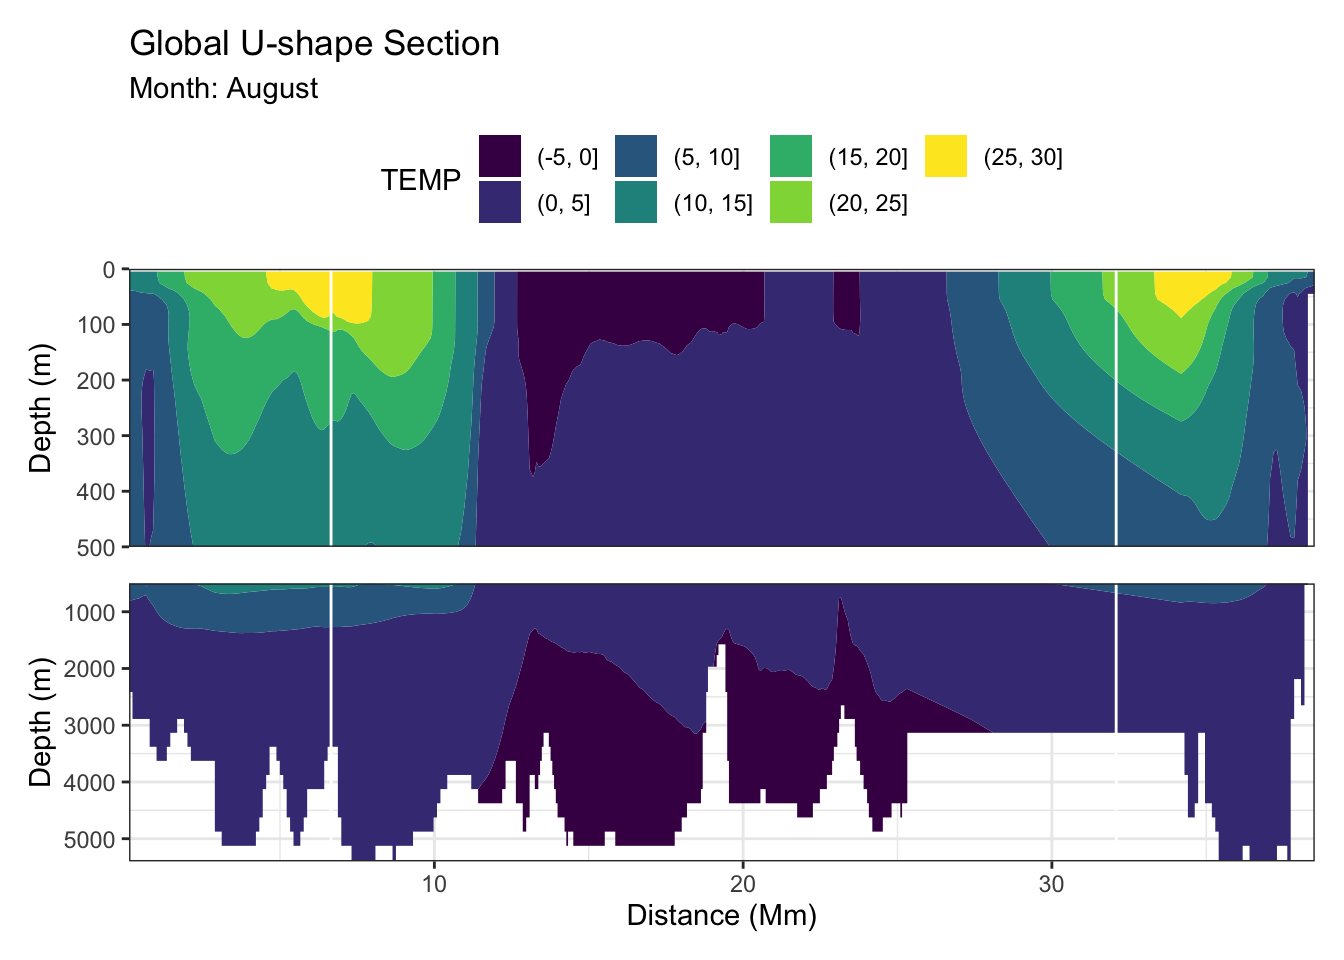 Global U-shape Section
Month: August
TEMP
(-5, 0] (5, 10] (15, 20] (25, 30]
(0, 5] (10, 15] (20, 25]
Depth (m)
0
100
200
300
400
500
Depth (m)
1000
2000
3000
4000
5000
10 20 30
Distance (Mm)